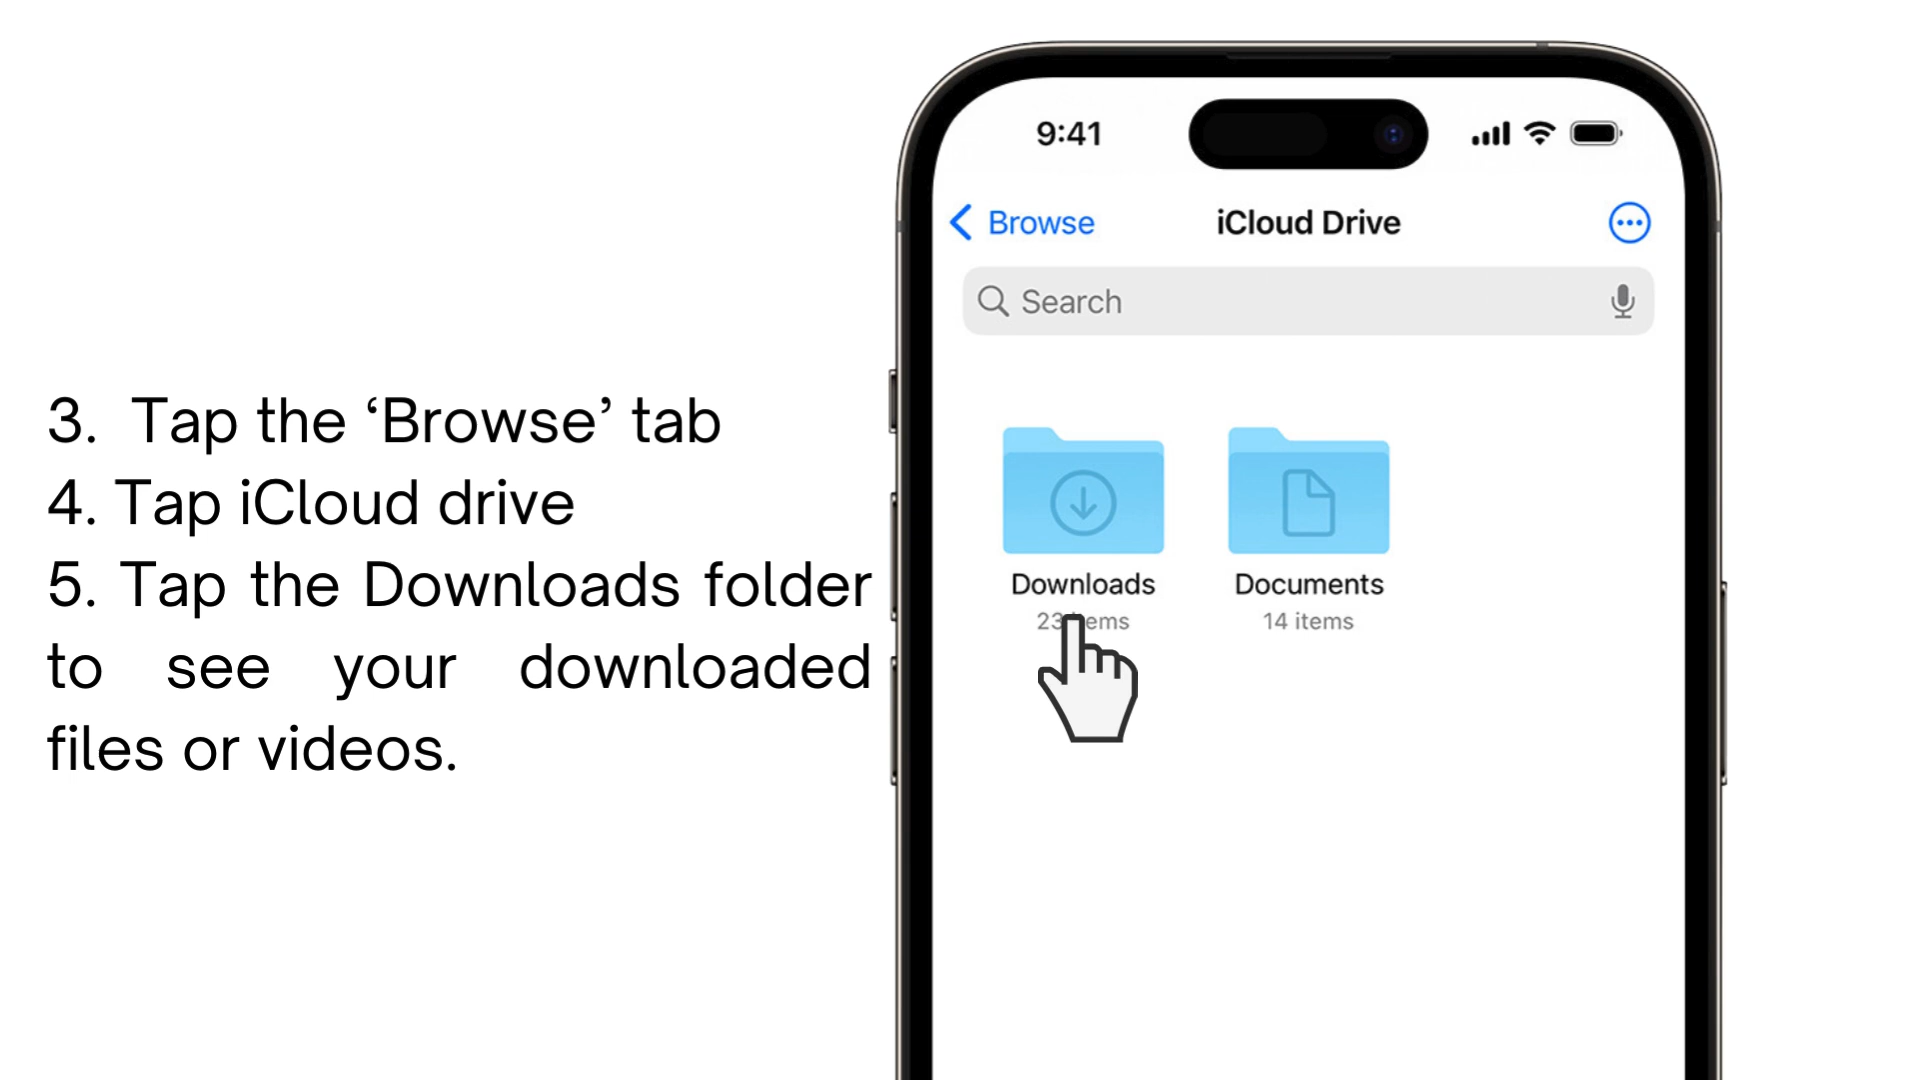 3. Tap the ‘Browse’ tab
4. Tap iCloud drive
5. Tap the Downloads folder
to see your downloaded
files or videos.
9:41
Browse
iCloud Drive
Search
Downloads
Documents
14 items